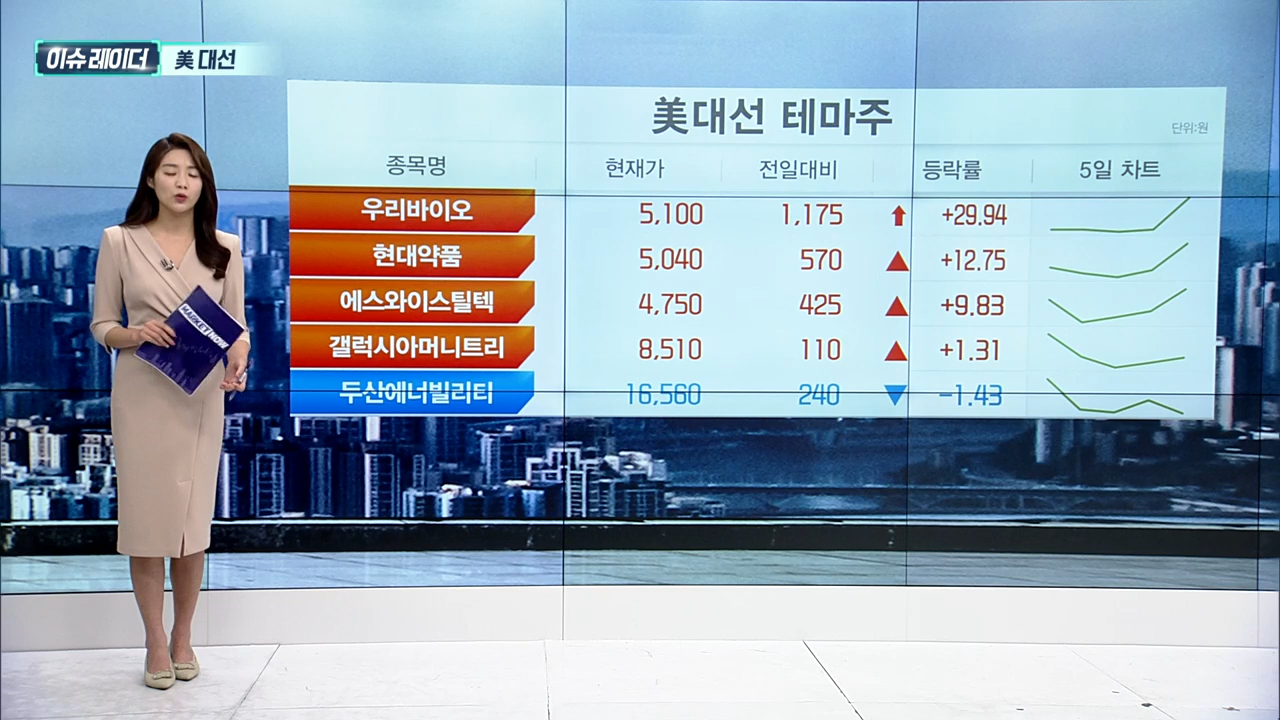 이슈 레이더 美 대선
美대선 테마주
단위:원
종목명 현재가 전일대비 등락률 5일 차트
우리바이오 5,100 1,175 ⬆ +29.94
현대약품 5,040 570 ▲ +12.75
에스와이스틸텍 4,750 425 ▲ +9.83
갤럭시아머니트리 8,510 110 ▲ +1.31
두산에너빌리티 16,560 240 ▼ -1.43
MARKET NOW